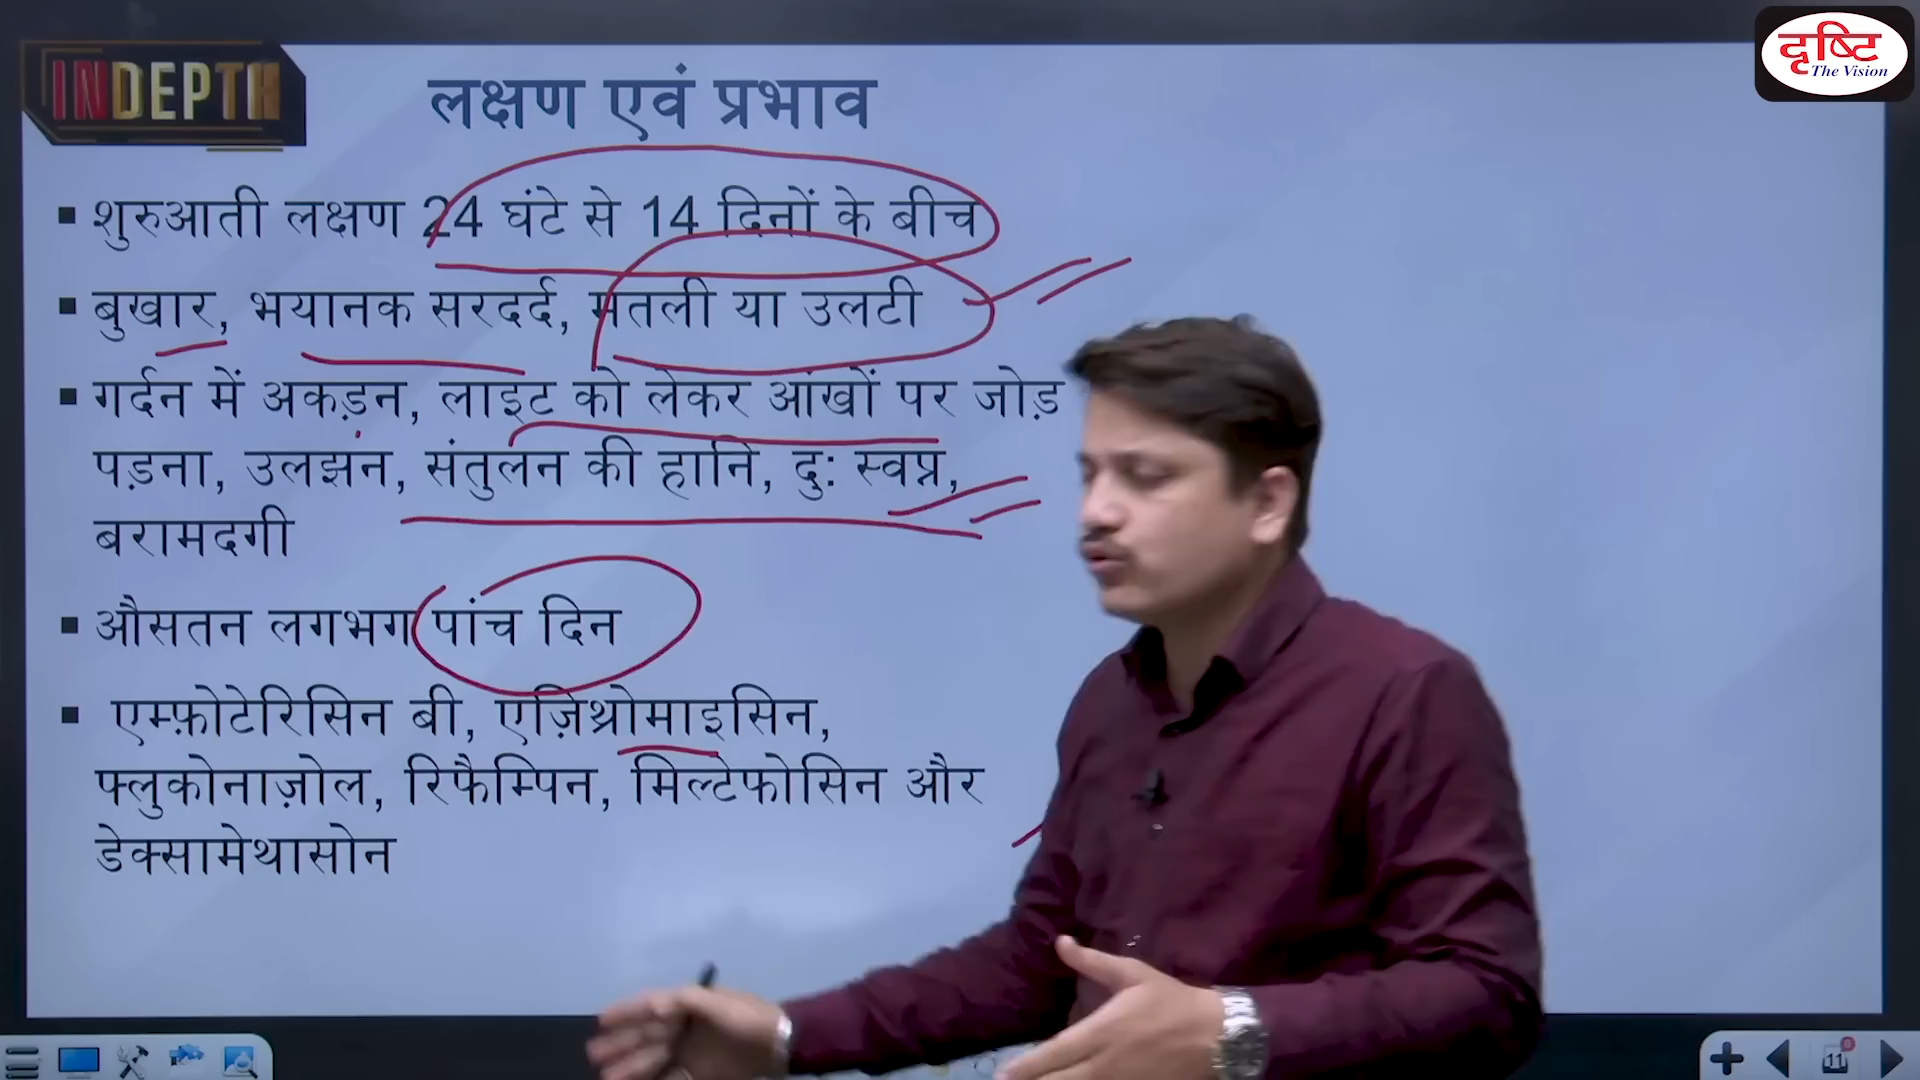 INDEPTH
दृष्टि
The Vision
लक्षण एवं प्रभाव
▪ शुरुआती लक्षण 24 घंटे से 14 दिनों के बीच
▪ बुखार, भयानक सरदर्द, मतली या उलटी
▪ गर्दन में अकड़न, लाइट को लेकर आंखों पर जोड़
पड़ना, उलझन, संतुलन की हानि, दु: स्वप्न,
बरामदगी
▪ औसतन लगभग पांच दिन
▪ एम्फ़ोटेरिसिन बी, एज़िथ्रोमाइसिन,
फ्लुकोनाज़ोल, रिफैम्पिन, मिल्टेफोसिन और
डेक्सामेथासोन
11